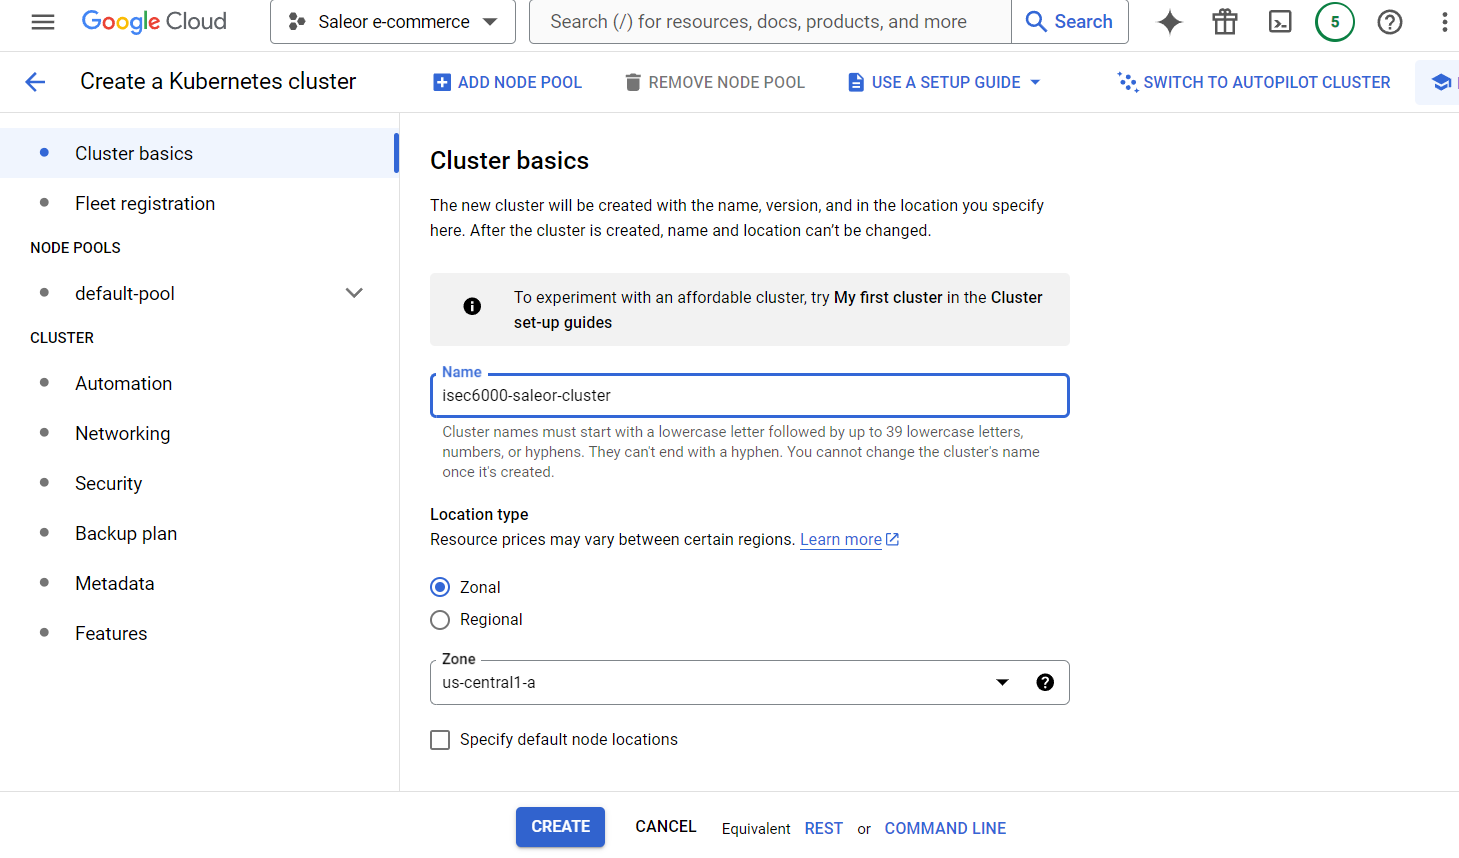 Google Cloud
Saleor e-commerce
Search (/) for resources, docs, products, and more
Search
5
Create a Kubernetes cluster
ADD NODE POOL
REMOVE NODE POOL
USE A SETUP GUIDE
SWITCH TO AUTOPILOT CLUSTER
Cluster basics
Fleet registration
NODE POOLS
default-pool
CLUSTER
Automation
Networking
Security
Backup plan
Metadata
Features
Cluster basics
The new cluster will be created with the name, version, and in the location you specify
here. After the cluster is created, name and location can’t be changed.
To experiment with an affordable cluster, try My first cluster in the Cluster
set-up guides
Name
isec6000-saleor-cluster
Cluster names must start with a lowercase letter followed by up to 39 lowercase letters,
numbers, or hyphens. They can't end with a hyphen. You cannot change the cluster's name
once it's created.
Location type
Resource prices may vary between certain regions. Learn more
Zonal
Regional
Zone
us-central1-a
Specify default node locations
CREATE
CANCEL
Equivalent REST or COMMAND LINE